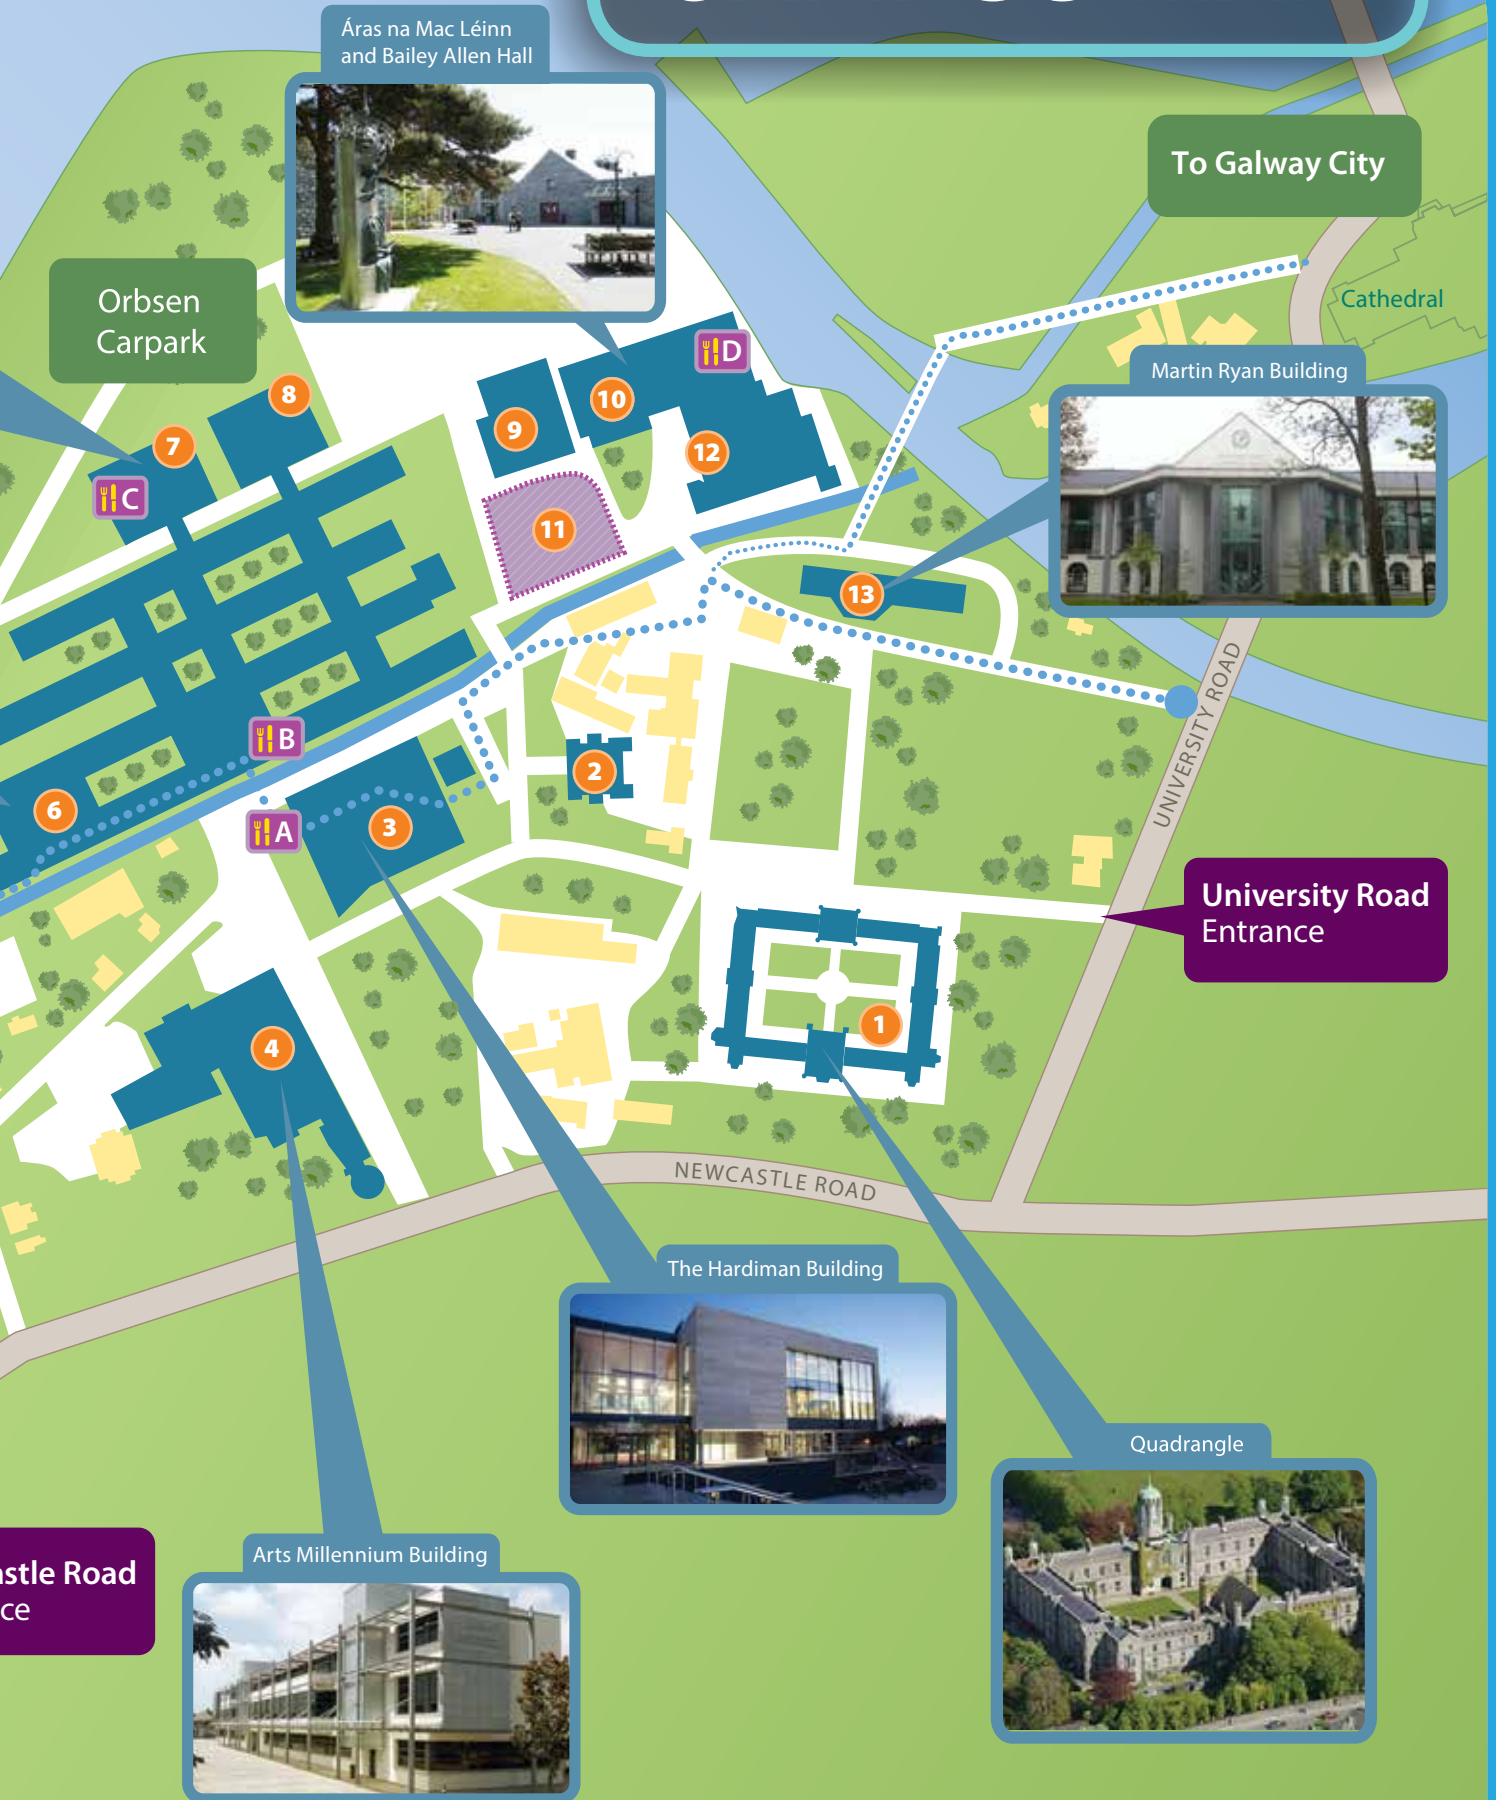 Áras na Mac Léinn
and Bailey Allen Hall
To Galway City
Orbsen
Carpark
Cathedral
Martin Ryan Building
8
D
10
9
7
12
C
11
13
UNIVERSITY ROAD
B
2
6
A
3
University Road
Entrance
1
4
NEWCASTLE ROAD
The Hardiman Building
Quadrangle
Arts Millennium Building
astle Road
ce